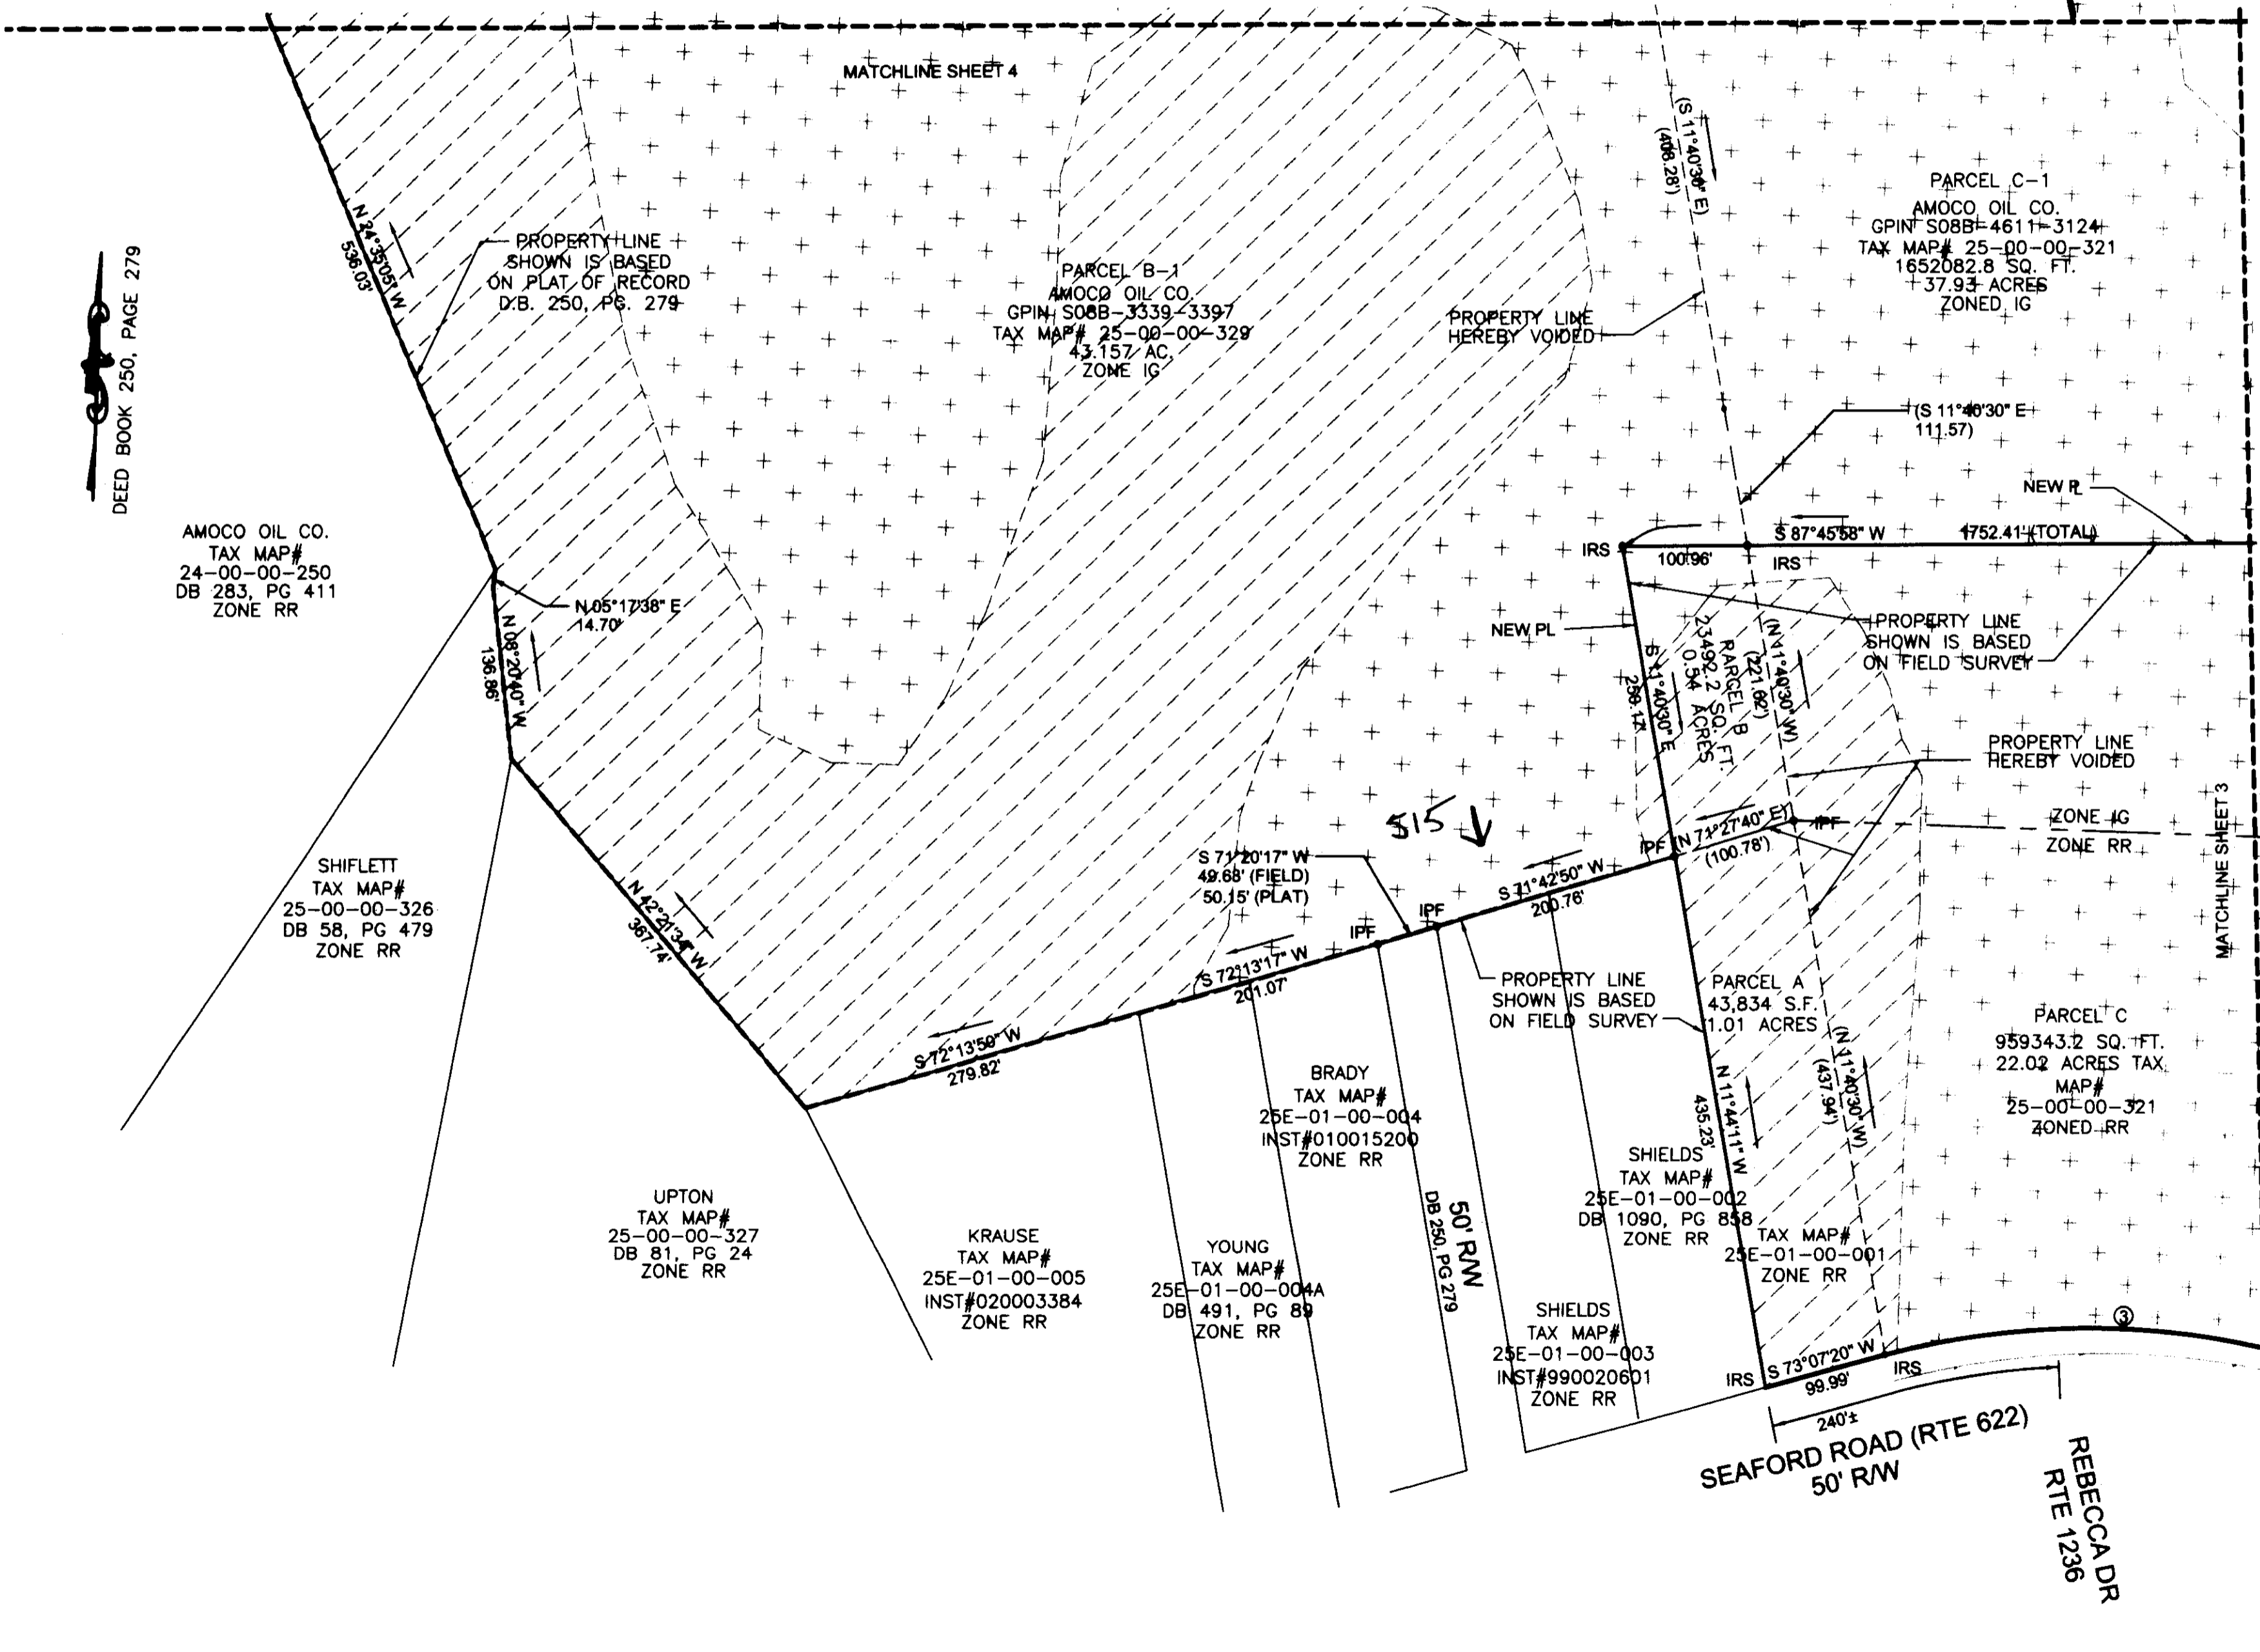 MATCHLINE SHEET 4
(S 11°40'30" E)
(408.28')
PARCEL C-1
AMOCO OIL CO.
GPIN S08B-4611-3124
TAX MAP# 25-00-00-321
1652082.8 SQ. FT.
37.93 ACRES
ZONED IG
N 24°35'05" W
536.03'
PROPERTY LINE
SHOWN IS BASED
ON PLAT OF RECORD
D.B. 250, PG. 279
DEED BOOK 250, PAGE 279
PARCEL B-1
AMOCO OIL CO.
GPIN S08B-3339-3397
TAX MAP# 25-00-00-329
43.157 AC.
ZONE IG
PROPERTY LINE
HEREBY VOIDED
(S 11°40'30" E
111.57)
NEW PL
AMOCO OIL CO.
TAX MAP#
24-00-00-250
DB 283, PG 411
ZONE RR
IRS
100.96'
S 87°45'58" W
1752.41' (TOTAL)
IRS
N 05°17'38" E
14.70'
N 08°20'40" W
136.86'
NEW PL
S 11°40'30" E
PARCEL B
23492.2 SQ. FT.
0.54 ACRES
(N 11°40'30" W)
PROPERTY LINE
SHOWN IS BASED
ON FIELD SURVEY
PROPERTY LINE
HEREBY VOIDED
ZONE IG
ZONE RR
MATCHLINE SHEET 3
515
IPF
(N 71°27'40" E)
(100.78')
IPF
S 71°20'17" W
49.68' (FIELD)
50.15' (PLAT)
S 71°42'50" W
200.76'
IPF
IPF
SHIFLETT
TAX MAP#
25-00-00-326
DB 58, PG 479
ZONE RR
N 42°21'34" W
367.74'
S 72°13'17" W
201.07'
S 72°13'50" W
279.82'
PROPERTY LINE
SHOWN IS BASED
ON FIELD SURVEY
PARCEL A
43,834 S.F.
1.01 ACRES
PARCEL C
959343.2 SQ. FT.
22.02 ACRES TAX
MAP#
25-00-00-321
ZONED RR
N 11°44'11" W
435.23'
(N 11°40'30" W)
(437.94')
BRADY
TAX MAP#
25E-01-00-004
INST#010015200
ZONE RR
UPTON
TAX MAP#
25-00-00-327
DB 81, PG 24
ZONE RR
KRAUSE
TAX MAP#
25E-01-00-005
INST#020003384
ZONE RR
YOUNG
TAX MAP#
25E-01-00-004A
DB 491, PG 89
ZONE RR
50' R/W
DB 250, PG 279
SHIELDS
TAX MAP#
25E-01-00-002
DB 1090, PG 858
ZONE RR
TAX MAP#
25E-01-00-001
ZONE RR
SHIELDS
TAX MAP#
25E-01-00-003
INST#990020601
ZONE RR
IRS
S 73°07'20" W
99.99'
IRS
3
240'±
SEAFORD ROAD (RTE 622)
50' R/W
REBECCA DR
RTE 1236